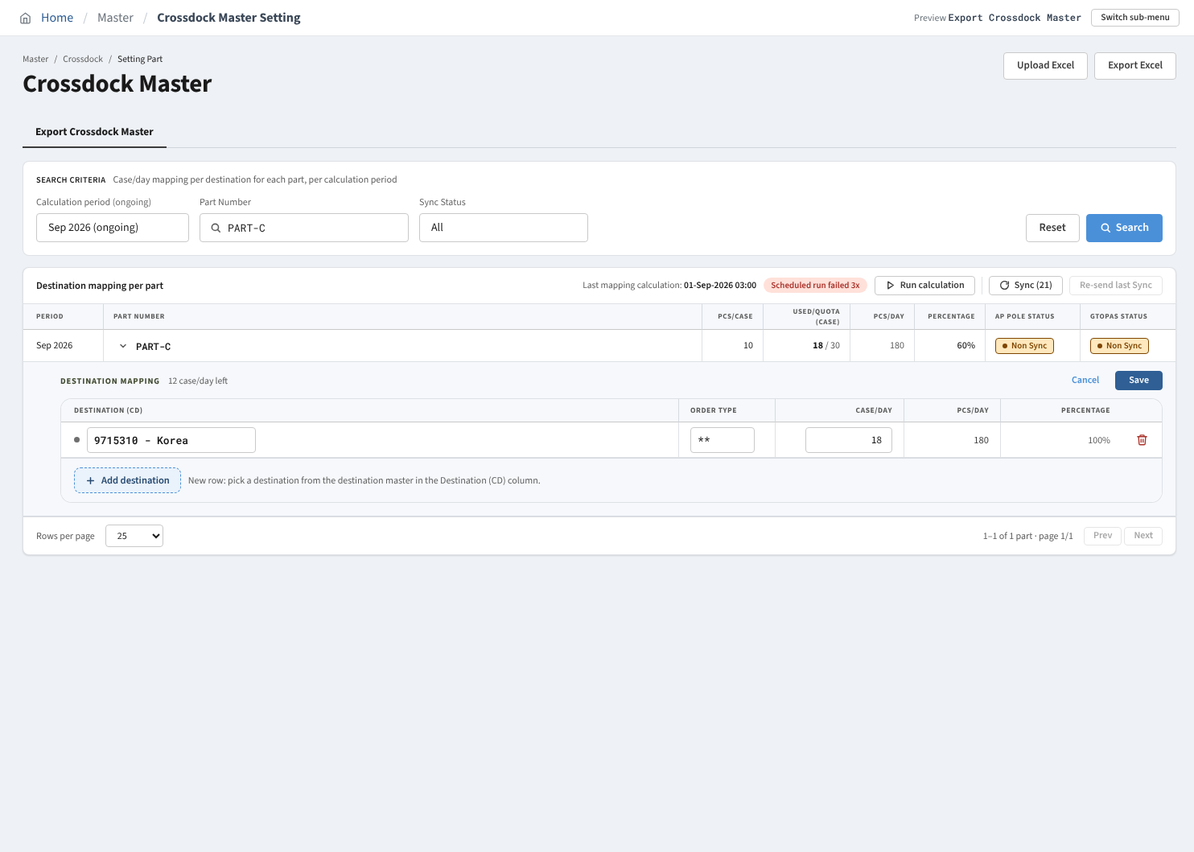 Home / Master / Crossdock Master Setting
Preview Export Crossdock Master Switch sub-menu
Master / Crossdock / Setting Part
Crossdock Master
Upload Excel Export Excel
Export Crossdock Master
SEARCH CRITERIA Case/day mapping per destination for each part, per calculation period
Calculation period (ongoing) Part Number Sync Status
Sep 2026 (ongoing) PART-C All Reset Search
Destination mapping per part Last mapping calculation: 01-Sep-2026 03:00 Scheduled run failed 3x Run calculation Sync (21) Re-send last Sync
PERIOD PART NUMBER PCS/CASE USED/QUOTA (CASE) PCS/DAY PERCENTAGE AP POLE STATUS GTOPAS STATUS
Sep 2026 PART-C 10 18 / 30 180 60% Non Sync Non Sync
DESTINATION MAPPING 12 case/day left Cancel Save
DESTINATION (CD) ORDER TYPE CASE/DAY PCS/DAY PERCENTAGE
9715310 - Korea ** 18 180 100%
+ Add destination New row: pick a destination from the destination master in the Destination (CD) column.
Rows per page 25 1–1 of 1 part · page 1/1 Prev Next